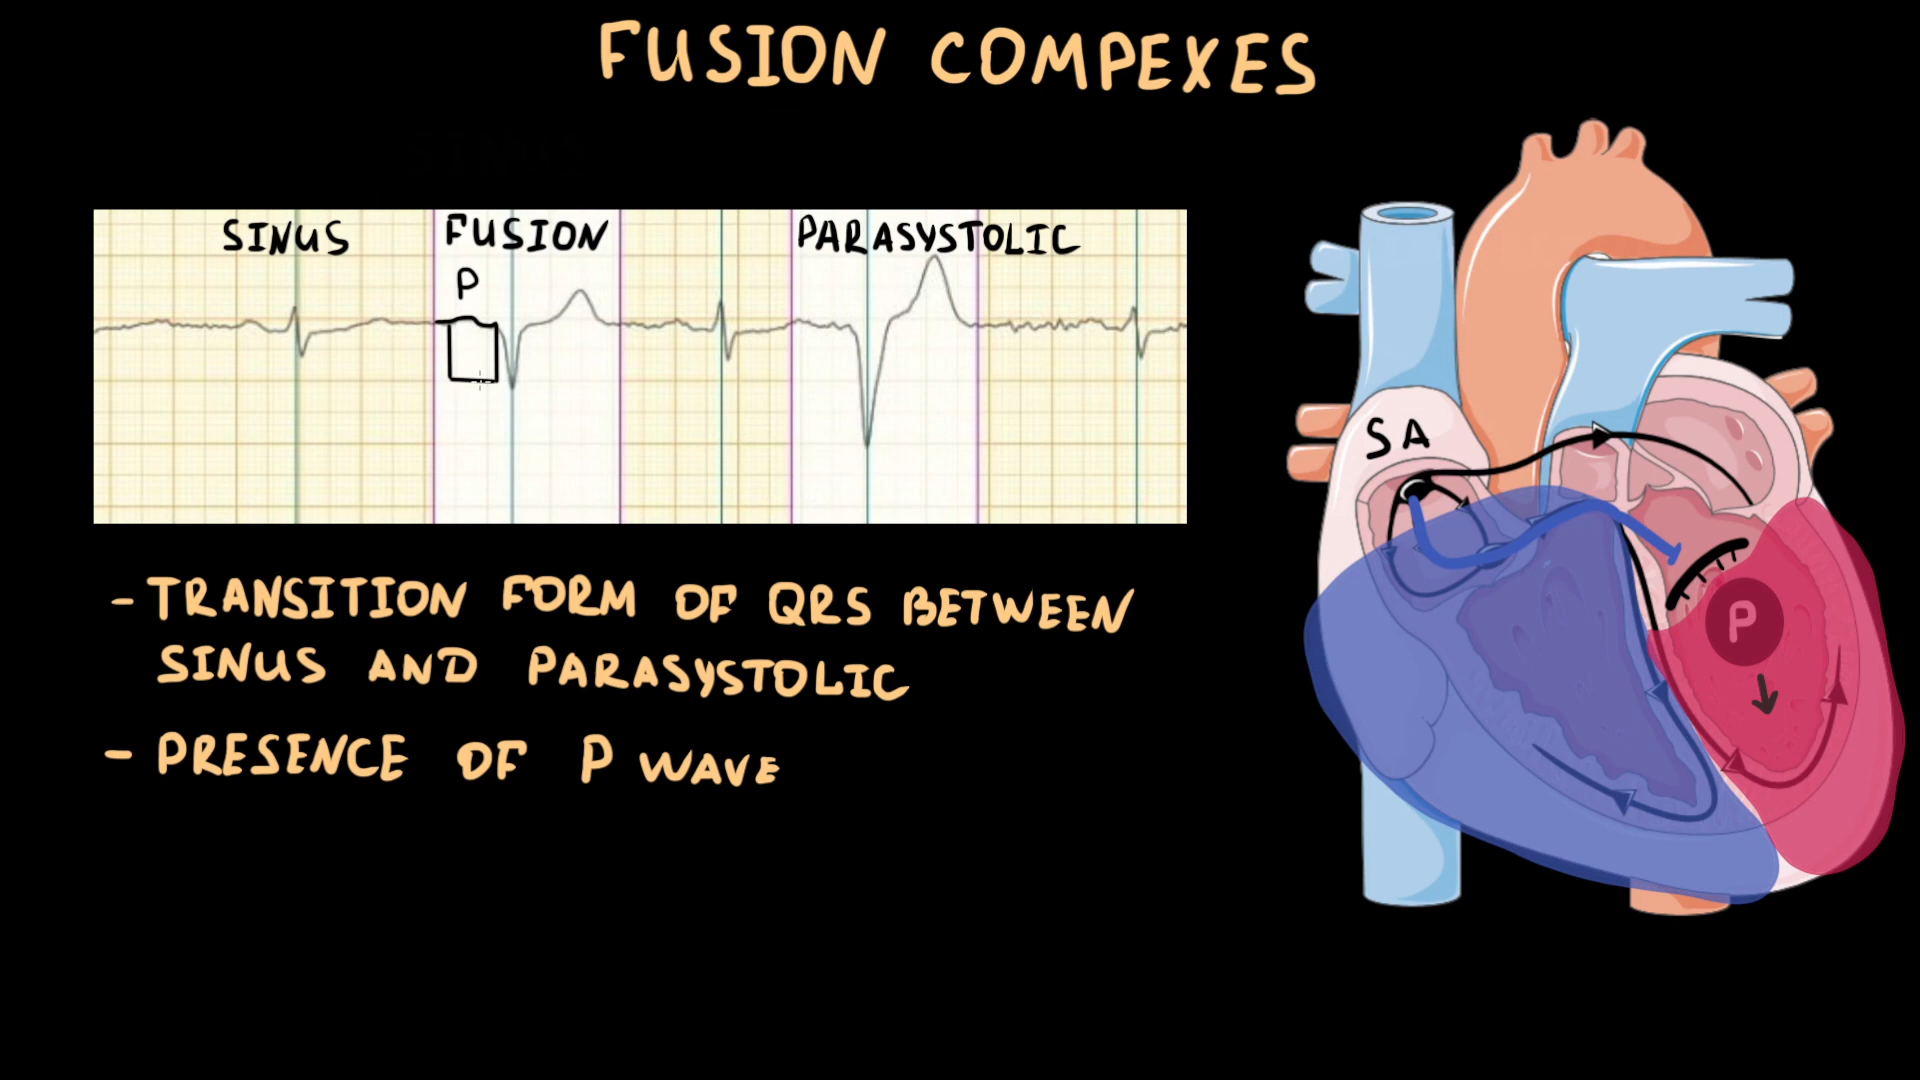 FUSION COMPEXES
SINUS
FUSION
PARASYSTOLIC
P
SA
P
- TRANSITION FORM OF QRS BETWEEN
SINUS AND PARASYSTOLIC
- PRESENCE OF P WAVE